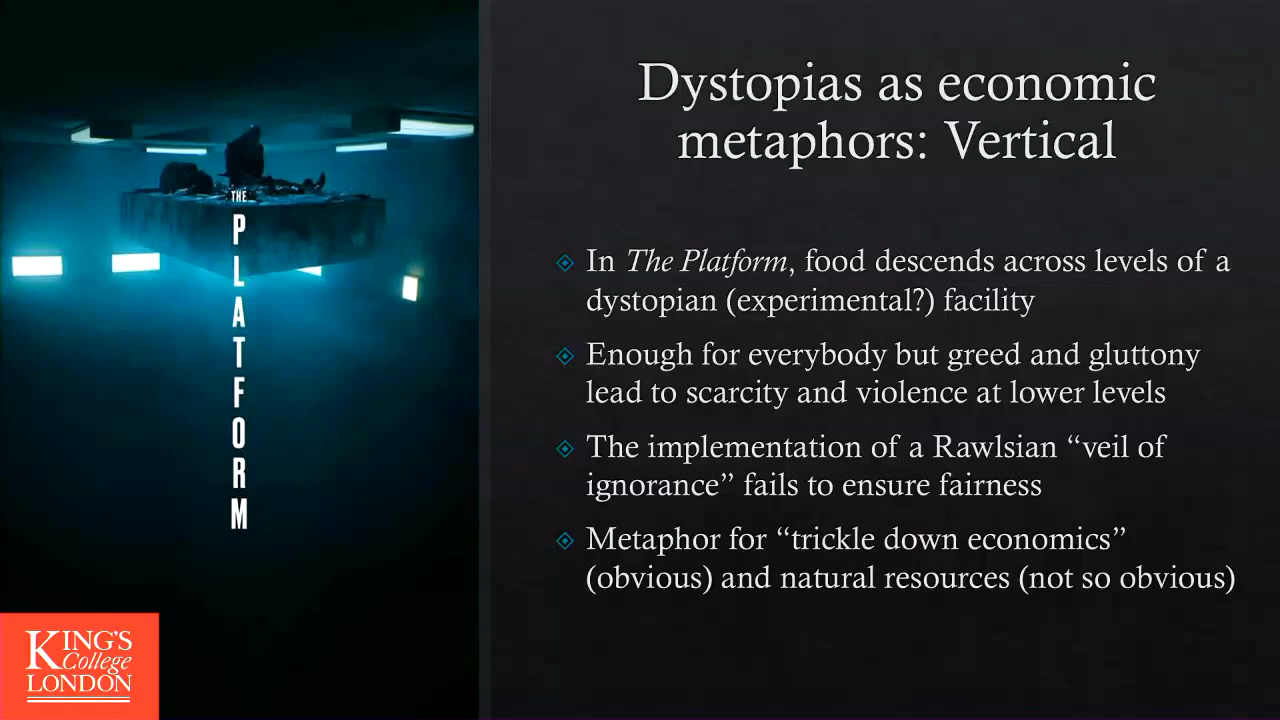 THE
PLATFORM
KING'S
College
LONDON
Dystopias as economic
metaphors: Vertical
In The Platform, food descends across levels of a
dystopian (experimental?) facility
Enough for everybody but greed and gluttony
lead to scarcity and violence at lower levels
The implementation of a Rawlsian “veil of
ignorance” fails to ensure fairness
Metaphor for “trickle down economics”
(obvious) and natural resources (not so obvious)